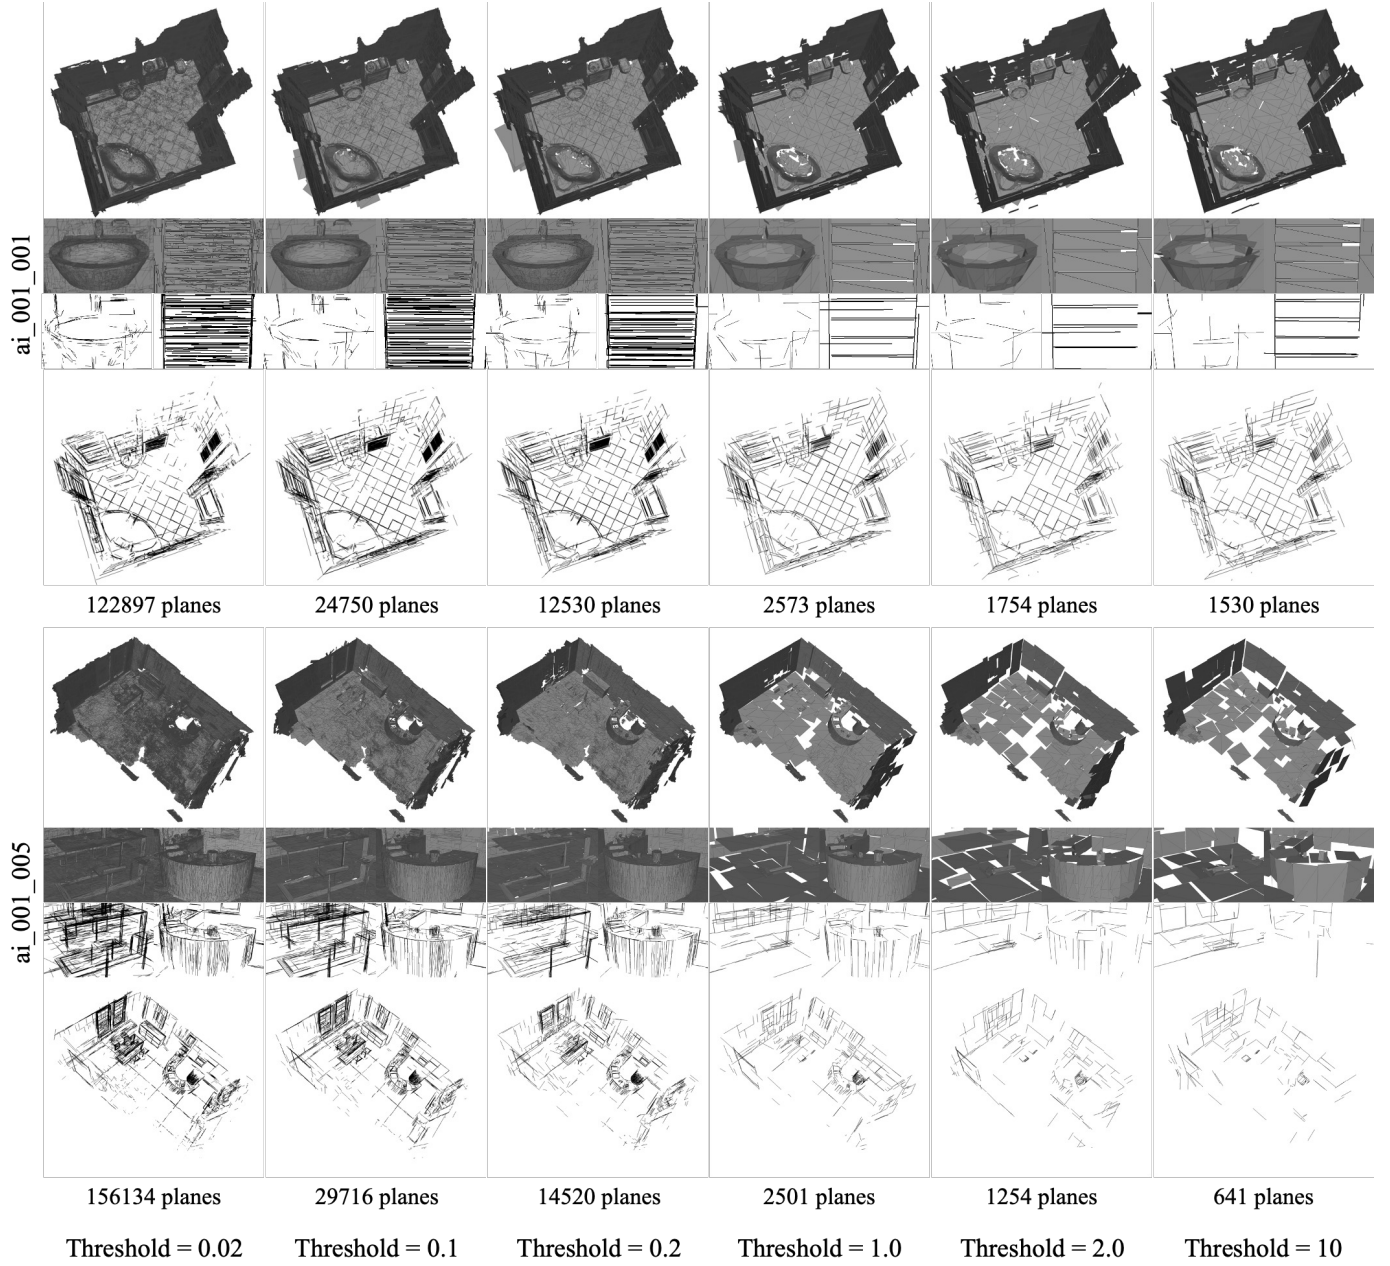 ai_001_001
122897 planes
24750 planes
12530 planes
2573 planes
1754 planes
1530 planes
ai_001_005
156134 planes
29716 planes
14520 planes
2501 planes
1254 planes
641 planes
Threshold = 0.02
Threshold = 0.1
Threshold = 0.2
Threshold = 1.0
Threshold = 2.0
Threshold = 10